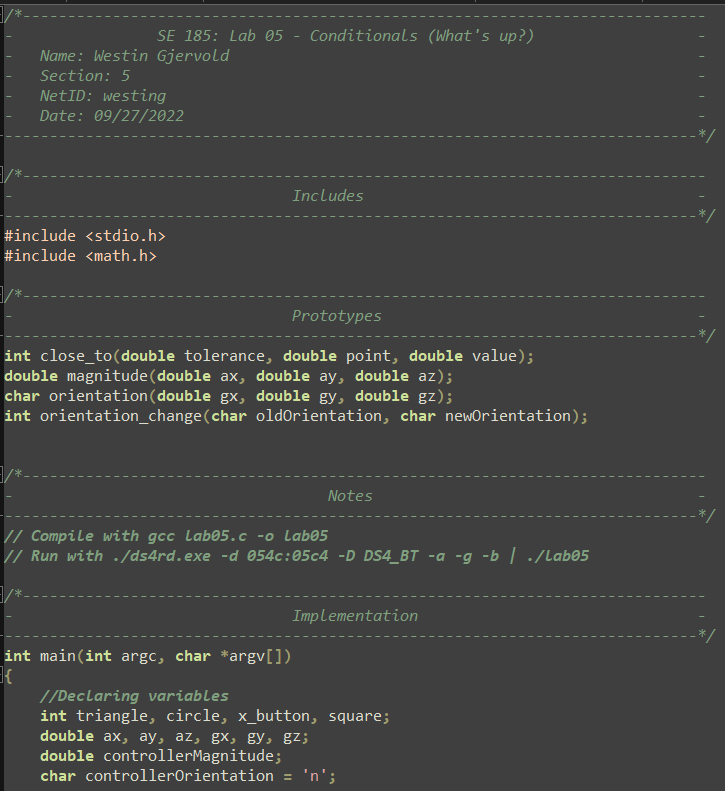 /*----------------------------------------------------------------------------
-                SE 185: Lab 05 - Conditionals (What's up?)                  -
-   Name: Westin Gjervold                                                    -
-   Section: 5                                                               -
-   NetID: westing                                                           -
-   Date: 09/27/2022                                                         -
-----------------------------------------------------------------------------*/
/*----------------------------------------------------------------------------
-                               Includes                                     -
-----------------------------------------------------------------------------*/
#include <stdio.h>
#include <math.h>
/*----------------------------------------------------------------------------
-                               Prototypes                                   -
-----------------------------------------------------------------------------*/
int close_to(double tolerance, double point, double value);
double magnitude(double ax, double ay, double az);
char orientation(double gx, double gy, double gz);
int orientation_change(char oldOrientation, char newOrientation);
/*----------------------------------------------------------------------------
-                                   Notes                                    -
-----------------------------------------------------------------------------*/
// Compile with gcc lab05.c -o lab05
// Run with ./ds4rd.exe -d 054c:05c4 -D DS4_BT -a -g -b | ./lab05
/*----------------------------------------------------------------------------
-                               Implementation                               -
-----------------------------------------------------------------------------*/
int main(int argc, char *argv[])
{
    //Declaring variables
    int triangle, circle, x_button, square;
    double ax, ay, az, gx, gy, gz;
    double controllerMagnitude;
    char controllerOrientation = 'n';